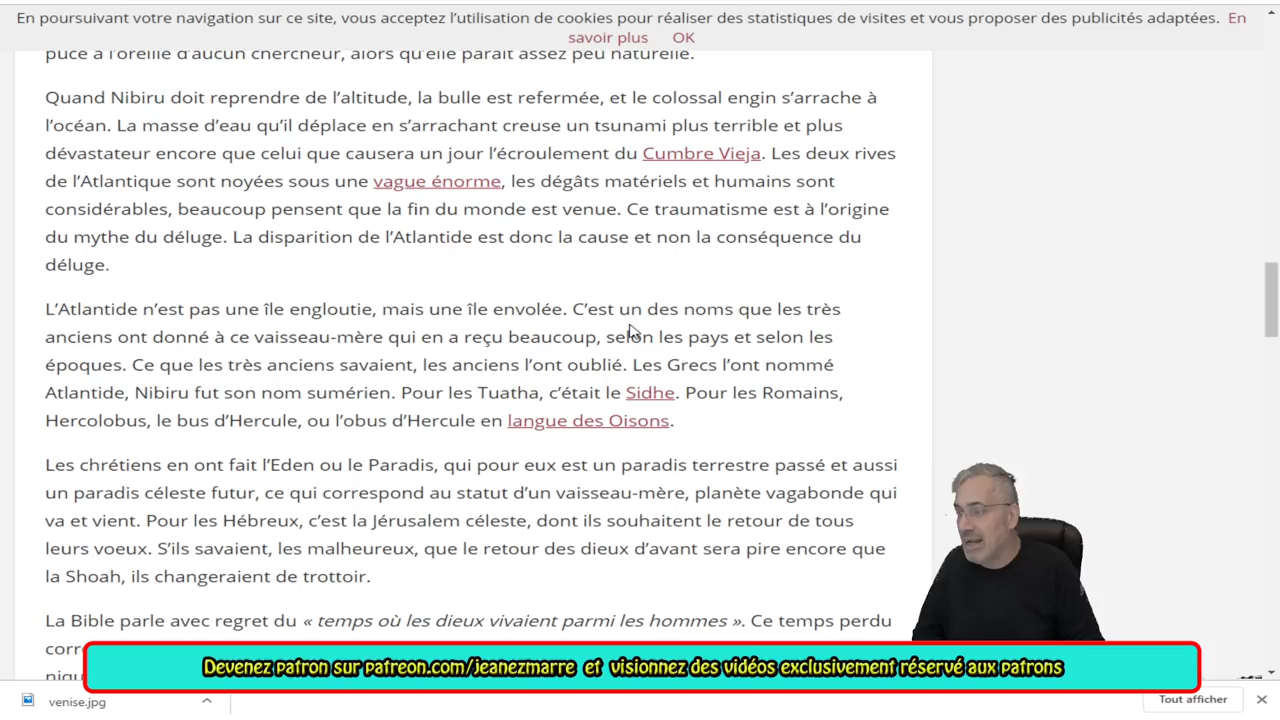 En poursuivant votre navigation sur ce site, vous acceptez l’utilisation de cookies pour réaliser des statistiques de visites et vous proposer des publicités adaptées. En
savoir plus OK
puce à l’oreille d’aucun chercheur, alors qu’elle paraît assez peu naturelle.
Quand Nibiru doit reprendre de l’altitude, la bulle est refermée, et le colossal engin s’arrache à
l’océan. La masse d’eau qu’il déplace en s’arrachant creuse un tsunami plus terrible et plus
dévastateur encore que celui que causera un jour l’écroulement du Cumbre Vieja. Les deux rives
de l’Atlantique sont noyées sous une vague énorme, les dégâts matériels et humains sont
considérables, beaucoup pensent que la fin du monde est venue. Ce traumatisme est à l’origine
du mythe du déluge. La disparition de l’Atlantide est donc la cause et non la conséquence du
déluge.
L’Atlantide n’est pas une île engloutie, mais une île envolée. C’est un des noms que les très
anciens ont donné à ce vaisseau-mère qui en a reçu beaucoup, selon les pays et selon les
époques. Ce que les très anciens savaient, les anciens l’ont oublié. Les Grecs l’ont nommé
Atlantide, Nibiru fut son nom sumérien. Pour les Tuatha, c’était le Sidhe. Pour les Romains,
Hercolobus, le bus d’Hercule, ou l’obus d’Hercule en langue des Oisons.
Les chrétiens en ont fait l’Eden ou le Paradis, qui pour eux est un paradis terrestre passé et aussi
un paradis céleste futur, ce qui correspond au statut d’un vaisseau-mère, planète vagabonde qui
va et vient. Pour les Hébreux, c’est la Jérusalem céleste, dont ils souhaitent le retour de tous
leurs voeux. S’ils savaient, les malheureux, que le retour des dieux d’avant sera pire encore que
la Shoah, ils changeraient de trottoir.
La Bible parle avec regret du « temps où les dieux vivaient parmi les hommes ». Ce temps perdu
Devenez patron sur patreon.com/jeanezmarre et visionnez des vidéos exclusivement réservé aux patrons
venise.jpg
Tout afficher